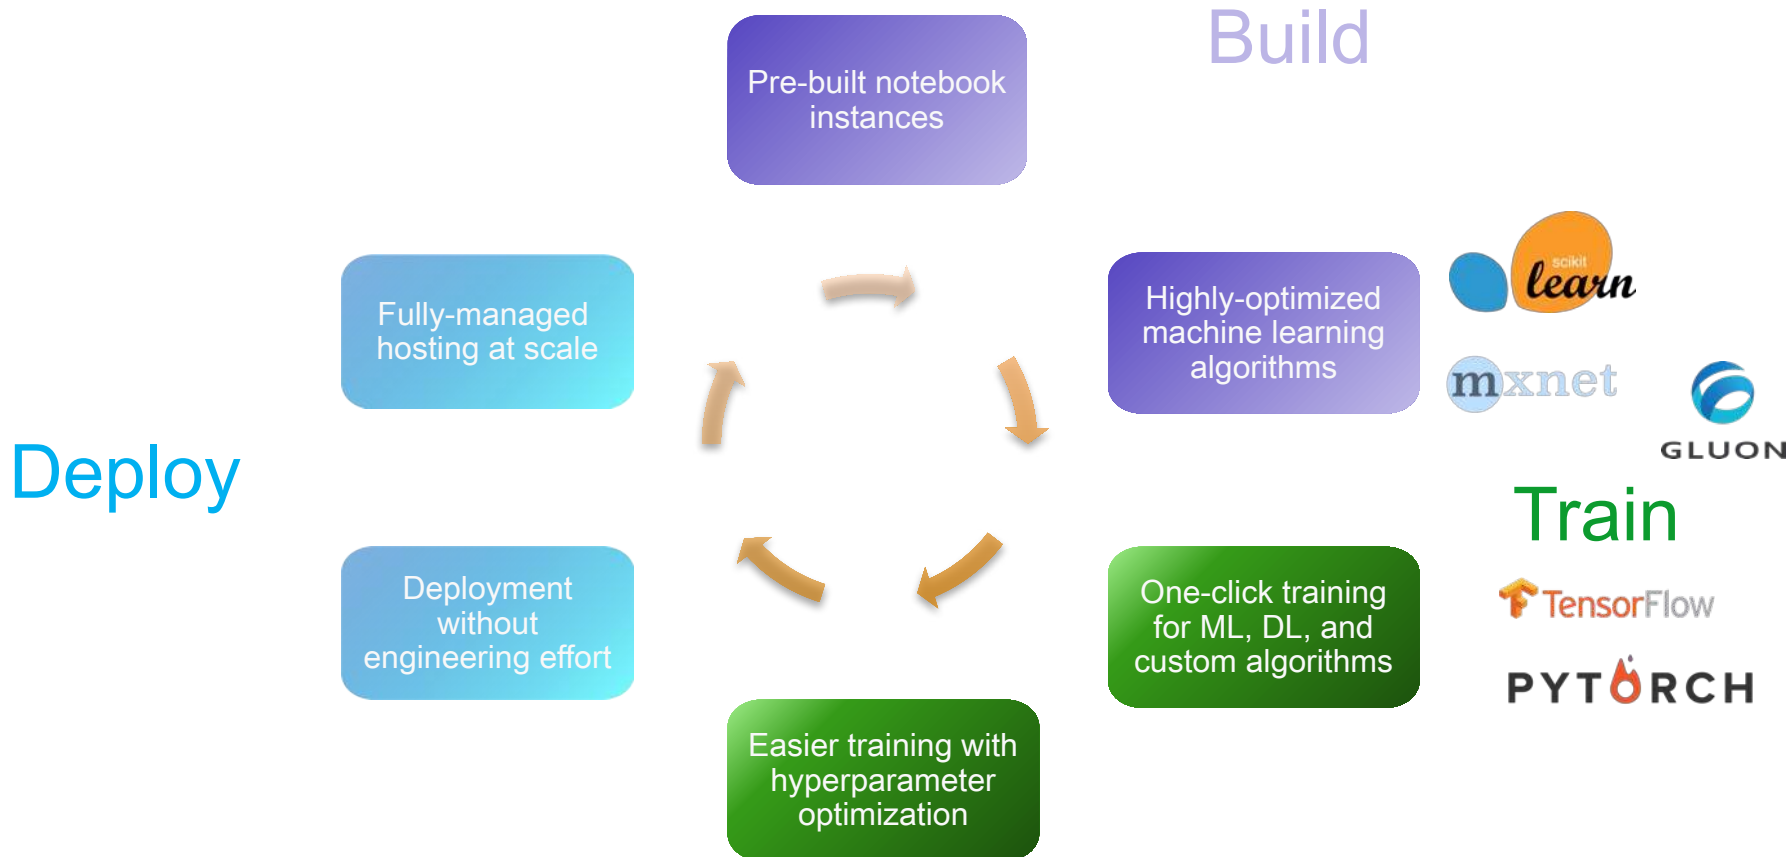 Build
Pre-built notebook
instances
Highly-optimized
machine learning
algorithms
scikit
learn
mxnet
GLUON
Train
One-click training
for ML, DL, and
custom algorithms
TensorFlow
PYTORCH
Easier training with
hyperparameter
optimization
Deployment
without
engineering effort
Deploy
Fully-managed
hosting at scale